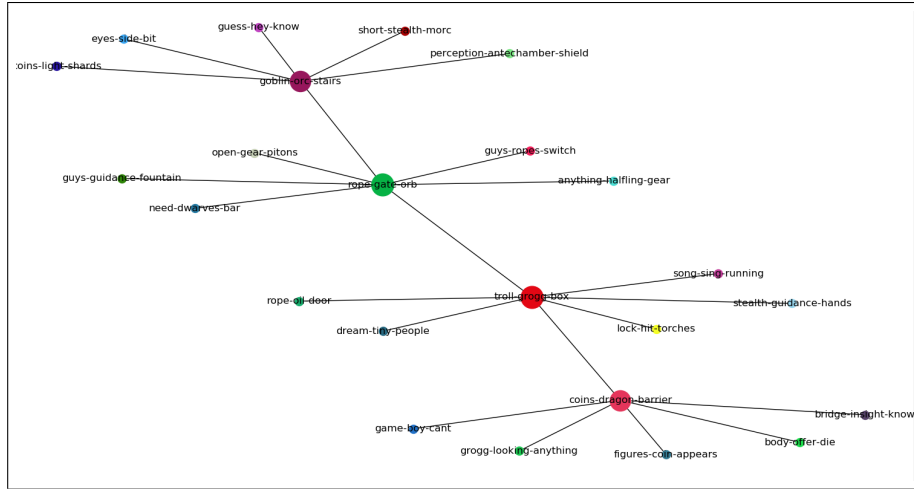 guess-hey-know
short-stealth-morc
eyes-side-bit
perception-antechamber-shield
:oins-light-shards
goblin-orc-stairs
open-gear-pitons
guys-ropes-switch
guys-guidance-fountain
rope-gate-orb
anything-halfling-gear
need-dwarves-bar
song-sing-running
rope-oil-door
troll-grogg-box
stealth-guidance-hands
dream-tiny-people
lock-hit-torches
coins-dragon-barrier
bridge-insight-know
game-boy-cant
body-offer-die
grogg-looking-anything
figures-coin-appears